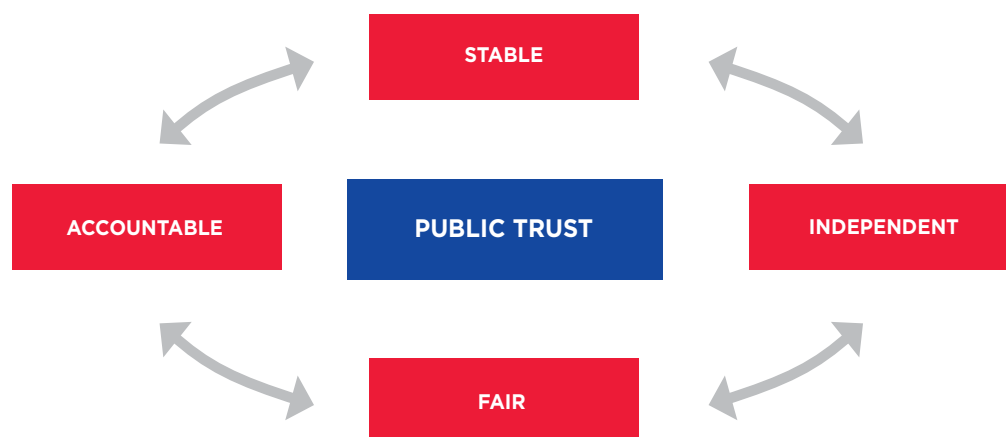 STABLE
ACCOUNTABLE
PUBLIC TRUST
INDEPENDENT
FAIR